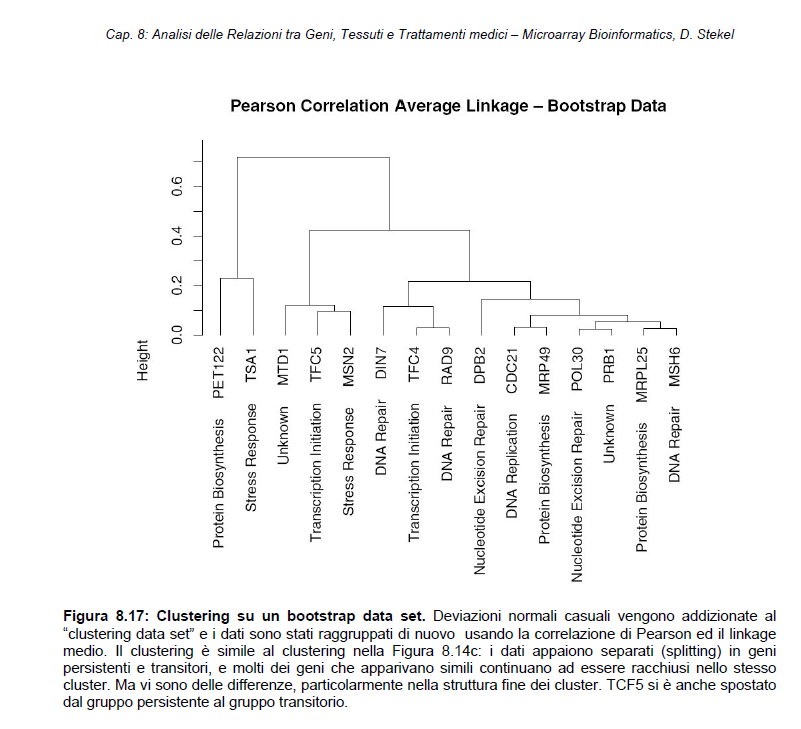 Cap. 8: Analisi delle Relazioni tra Geni, Tessuti e Trattamenti medici – Microarray Bioinformatics, D. Stekel
Pearson Correlation Average Linkage – Bootstrap Data
Height
0.0
0.2
0.4
0.6
Protein Biosynthesis PET122
Stress Response TSA1
Unknown MTD1
Transcription Initiation TFC5
Stress Response MSN2
DNA Repair DIN7
Transcription Initiation TFC4
DNA Repair RAD9
Nucleotide Excision Repair DPB2
DNA Replication CDC21
Protein Biosynthesis MRP49
Nucleotide Excision Repair POL30
Unknown PRB1
Protein Biosynthesis MRPL25
DNA Repair MSH6
Figura 8.17: Clustering su un bootstrap data set. Deviazioni normali casuali vengono addizionate al
“clustering data set” e i dati sono stati raggruppati di nuovo usando la correlazione di Pearson ed il linkage
medio. Il clustering è simile al clustering nella Figura 8.14c: i dati appaiono separati (splitting) in geni
persistenti e transitori, e molti dei geni che apparivano simili continuano ad essere racchiusi nello stesso
cluster. Ma vi sono delle differenze, particolarmente nella struttura fine dei cluster. TCF5 si è anche spostato
dal gruppo persistente al gruppo transitorio.